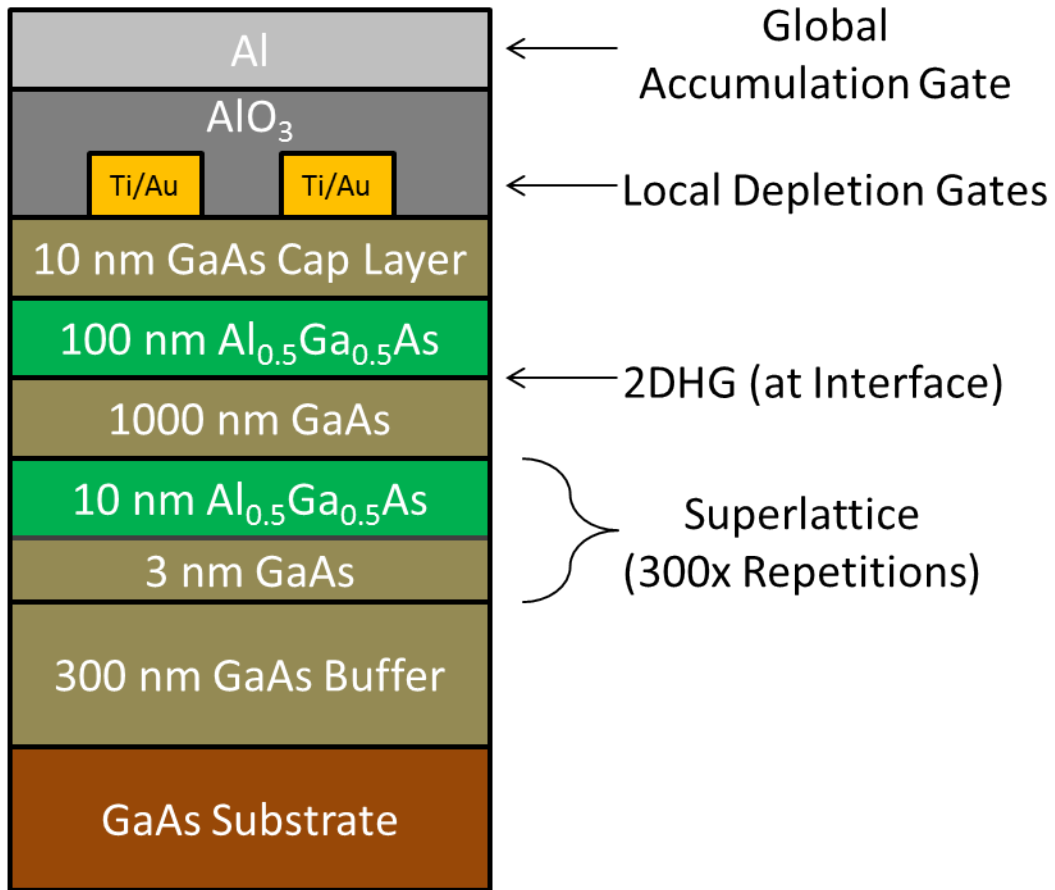 Al
Global
Accumulation Gate
AlO₃
Ti/Au
Ti/Au
Local Depletion Gates
10 nm GaAs Cap Layer
100 nm Al₀.₅Ga₀.₅As
2DHG (at Interface)
1000 nm GaAs
10 nm Al₀.₅Ga₀.₅As
Superlattice
(300x Repetitions)
3 nm GaAs
300 nm GaAs Buffer
GaAs Substrate